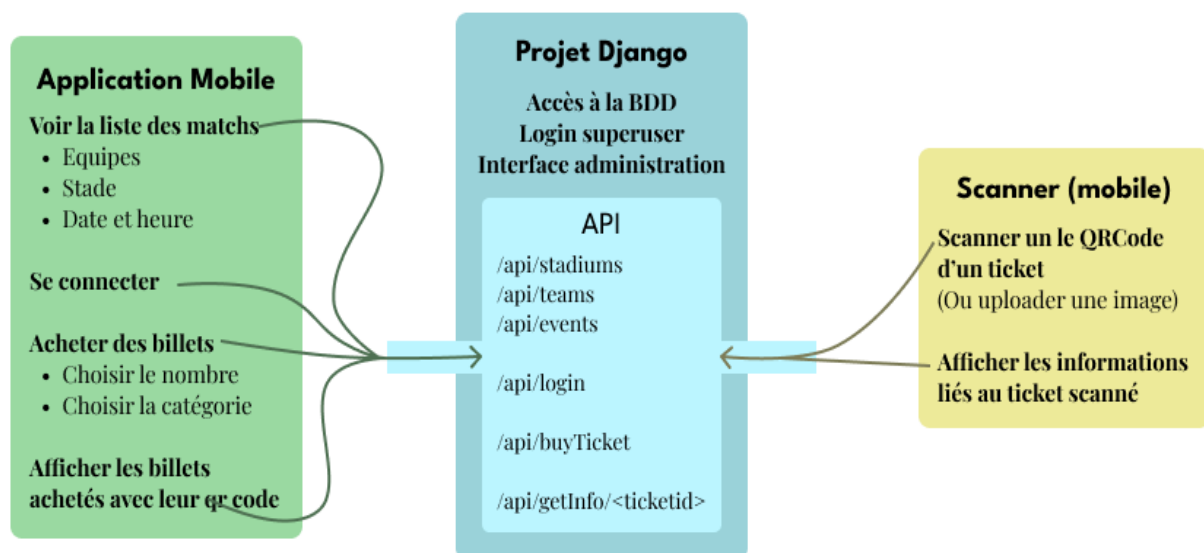 Application Mobile
Voir la liste des matchs
• Equipes
• Stade
• Date et heure
Se connecter
Acheter des billets
• Choisir le nombre
• Choisir la catégorie
Afficher les billets
achetés avec leur qr code
Projet Django
Accès à la BDD
Login superuser
Interface administration
API
/api/stadiums
/api/teams
/api/events
/api/login
/api/buyTicket
/api/getInfo/<ticketid>
Scanner (mobile)
Scanner un le QRCode
d'un ticket
(Ou uploader une image)
Afficher les informations
liés au ticket scanné